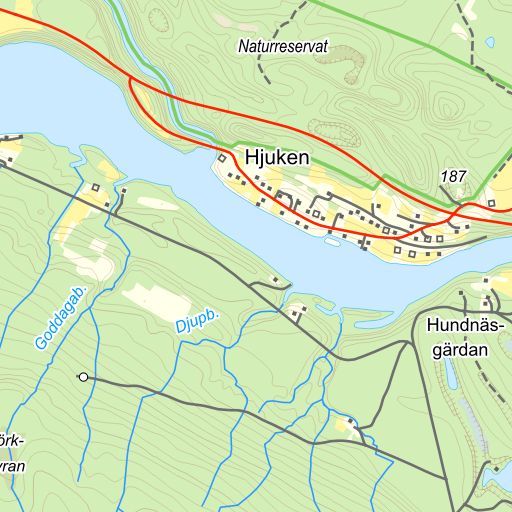 Naturreservat
Hjuken
187
Goddagab.
Djupb.
Hundnäs-
gärdan